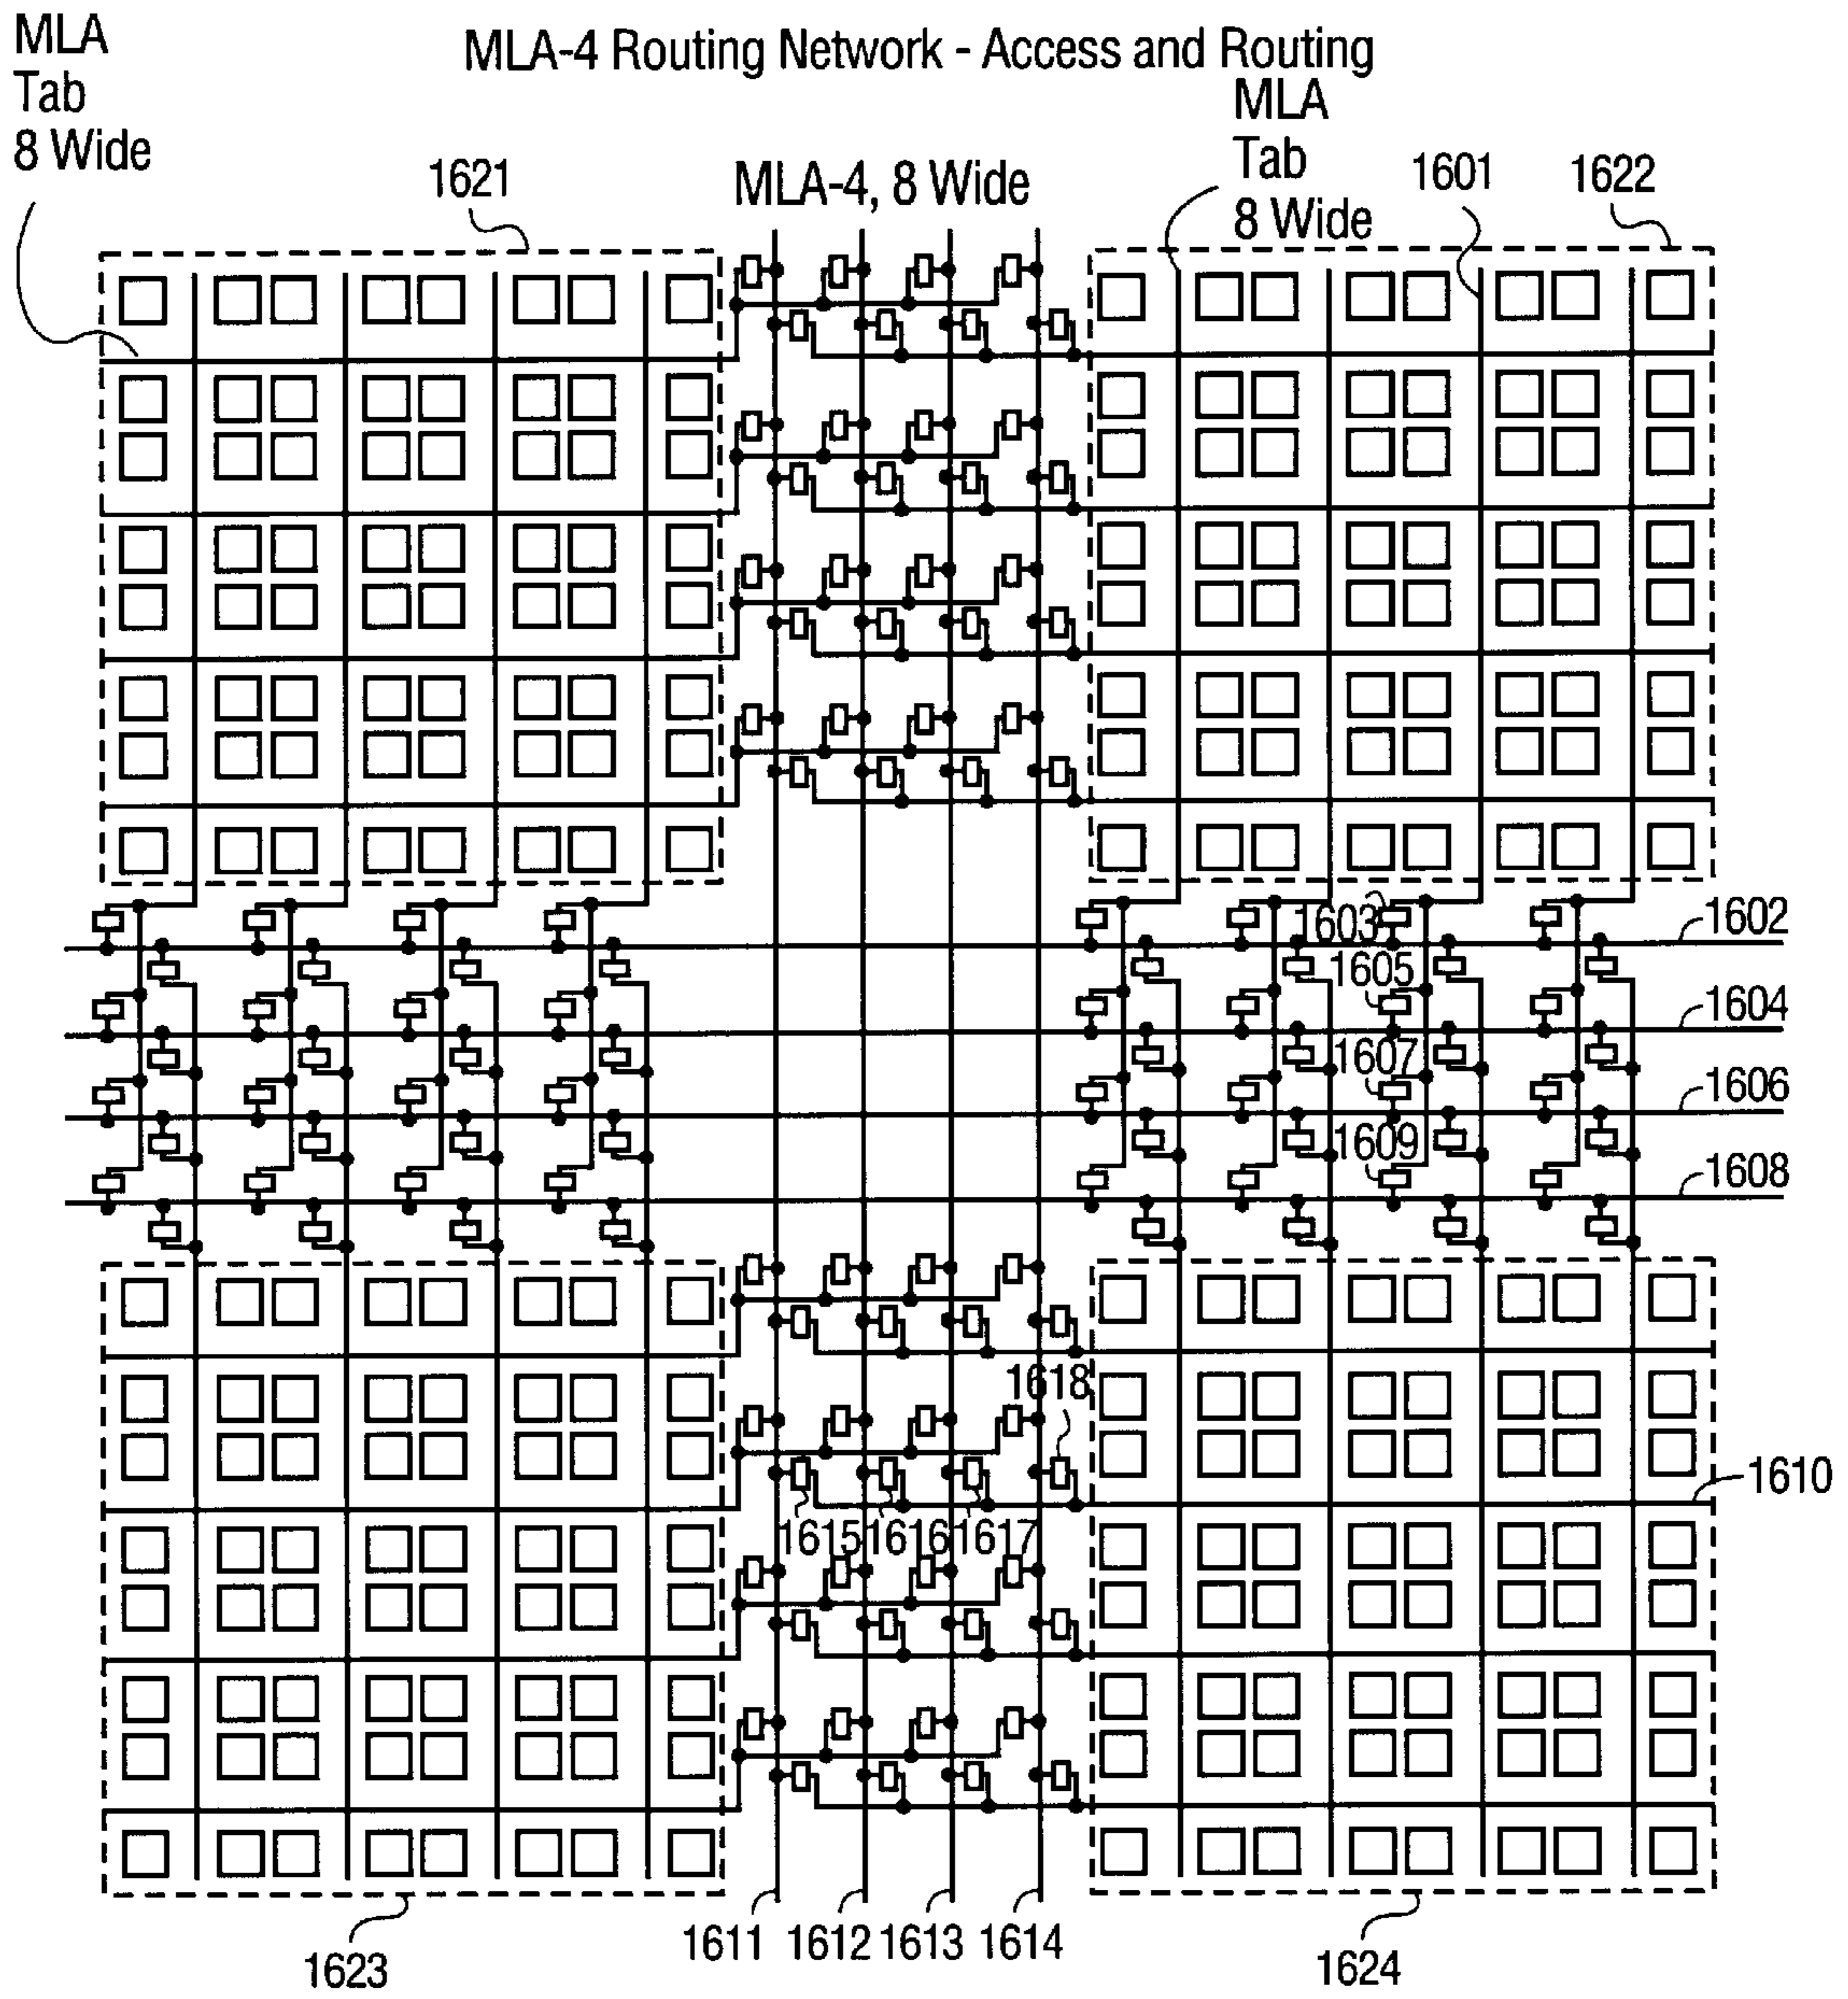 MLA
Tab
8 Wide
MLA-4 Routing Network - Access and Routing
MLA
Tab
8 Wide
1621
MLA-4, 8 Wide
1601
1622
1603
1602
1605
1604
1607
1606
1609
1608
1618
1610
1615
1616
1617
1611
1612
1613
1614
1623
1624